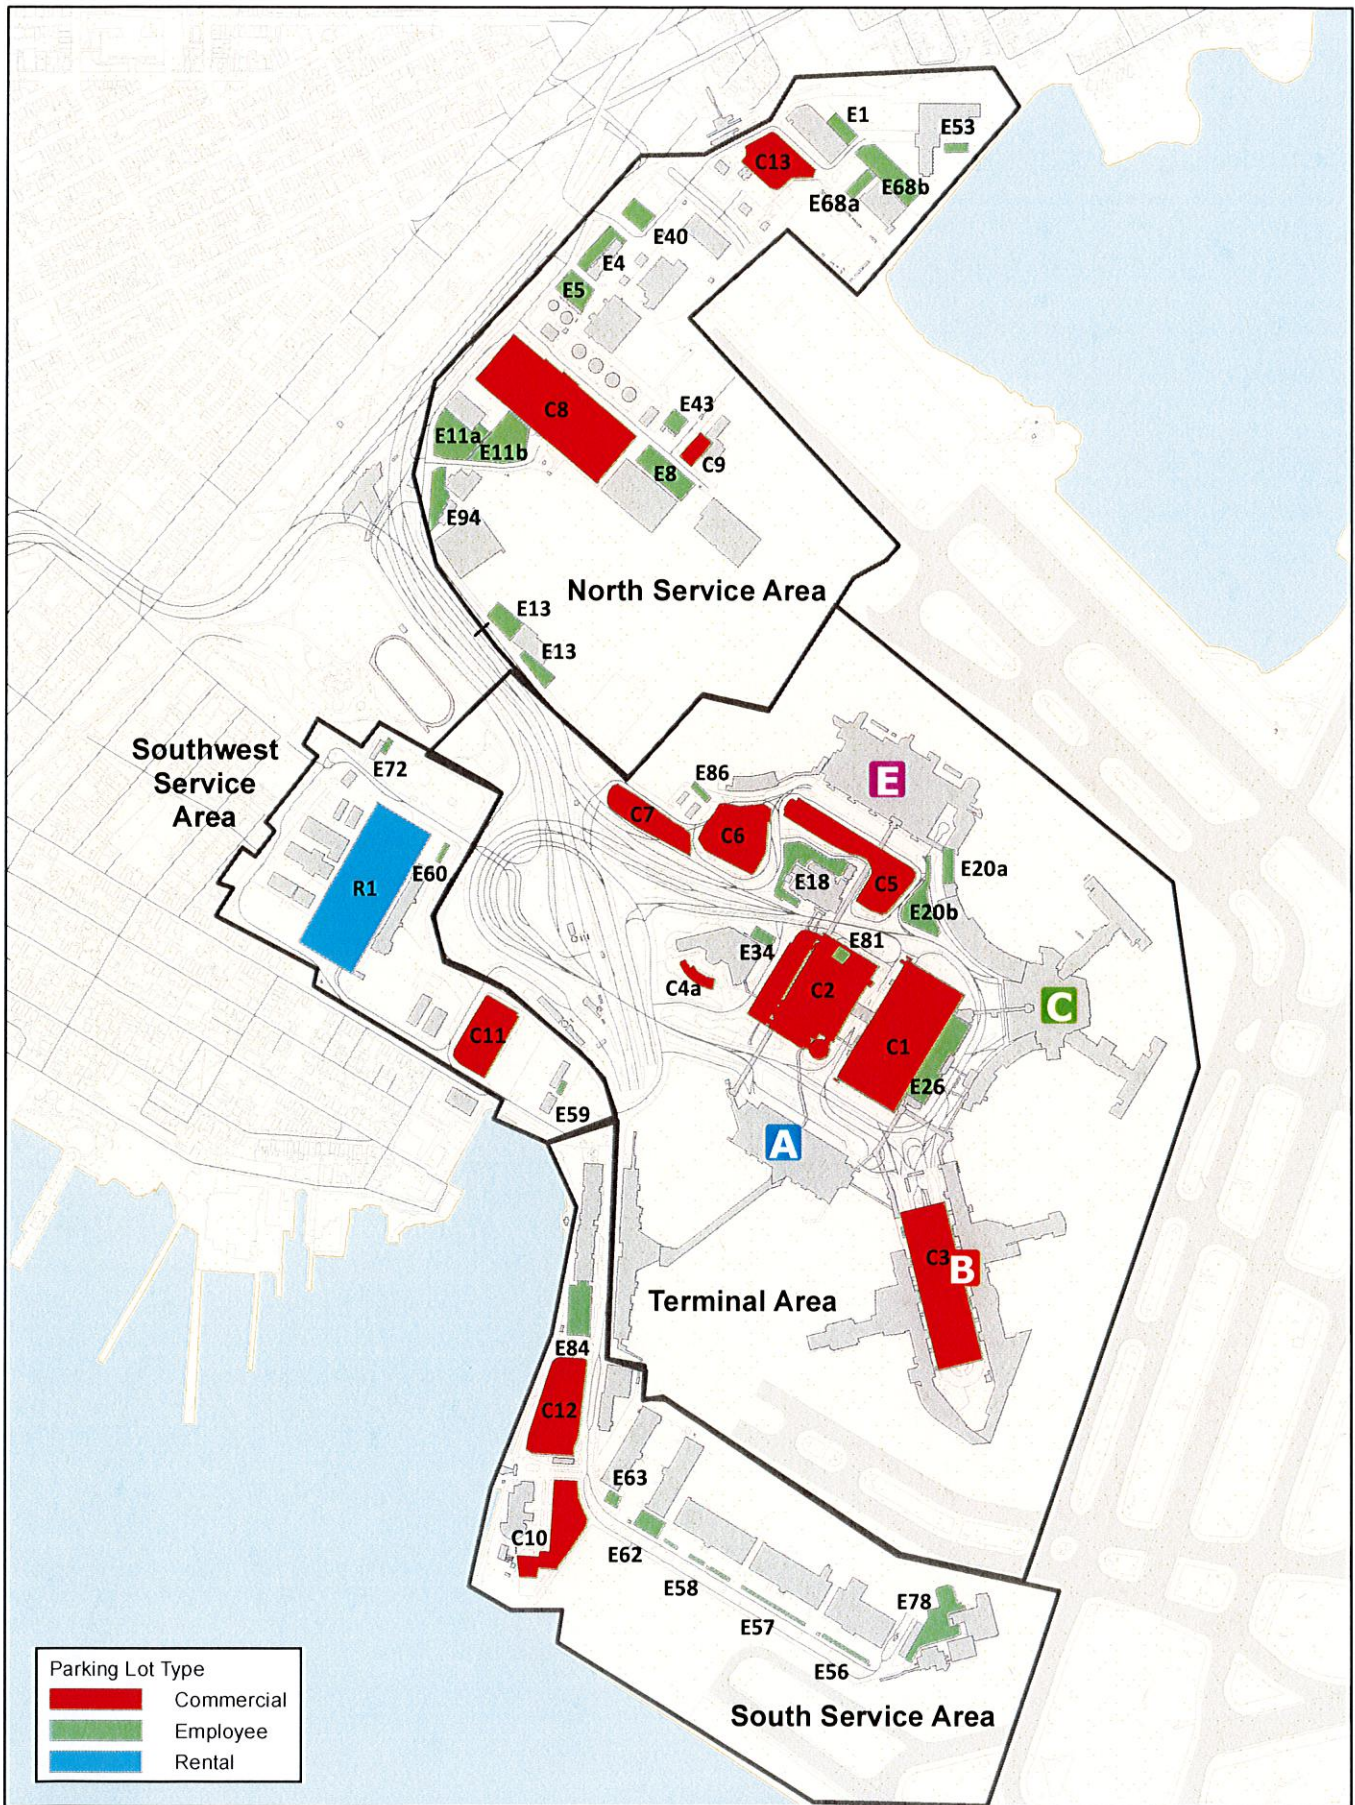 E1
E53
C13
E68b
E68a
E40
E4
E5
C8
E43
E11a
E11b
C9
E8
E94
North Service Area
E13
E13
Southwest
Service
Area
E72
E86
E
C7
C6
E60
E18
C5
E20a
R1
E20b
E34
E81
C4a
C2
C
C11
C1
E26
E59
A
C3
B
Terminal Area
E84
C12
E63
C10
E62
E58
E78
E57
E56
South Service Area
Parking Lot Type
Commercial
Employee
Rental